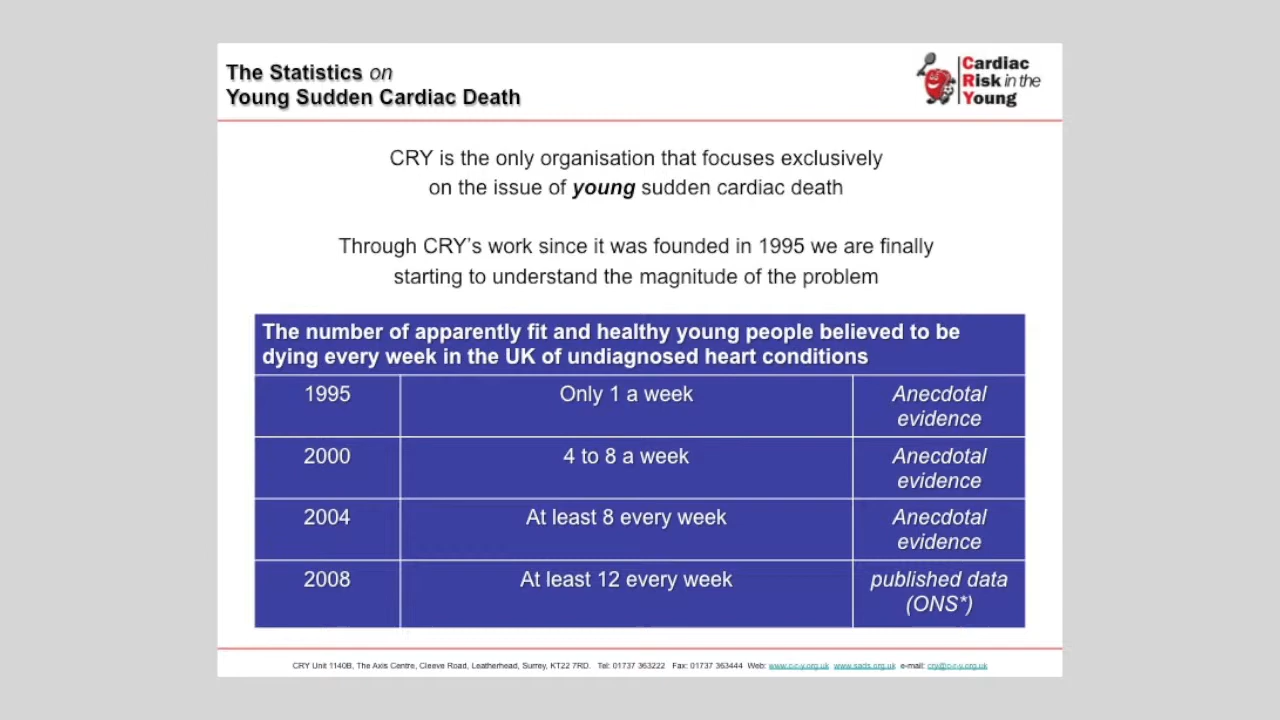 The Statistics on
Young Sudden Cardiac Death
Cardiac
Risk in the
Young
CRY is the only organisation that focuses exclusively
on the issue of young sudden cardiac death
Through CRY's work since it was founded in 1995 we are finally
starting to understand the magnitude of the problem
The number of apparently fit and healthy young people believed to be
dying every week in the UK of undiagnosed heart conditions
1995 Only 1 a week Anecdotal
evidence
2000 4 to 8 a week Anecdotal
evidence
2004 At least 8 every week Anecdotal
evidence
2008 At least 12 every week published data
(ONS*)
CRY Unit 1140B, The Axis Centre, Cleeve Road, Leatherhead, Surrey, KT22 7RD. Tel: 01737 363222 Fax: 01737 363444 Web: www.c-r-y.org.uk www.sads.org.uk e-mail: cry@c-r-y.org.uk